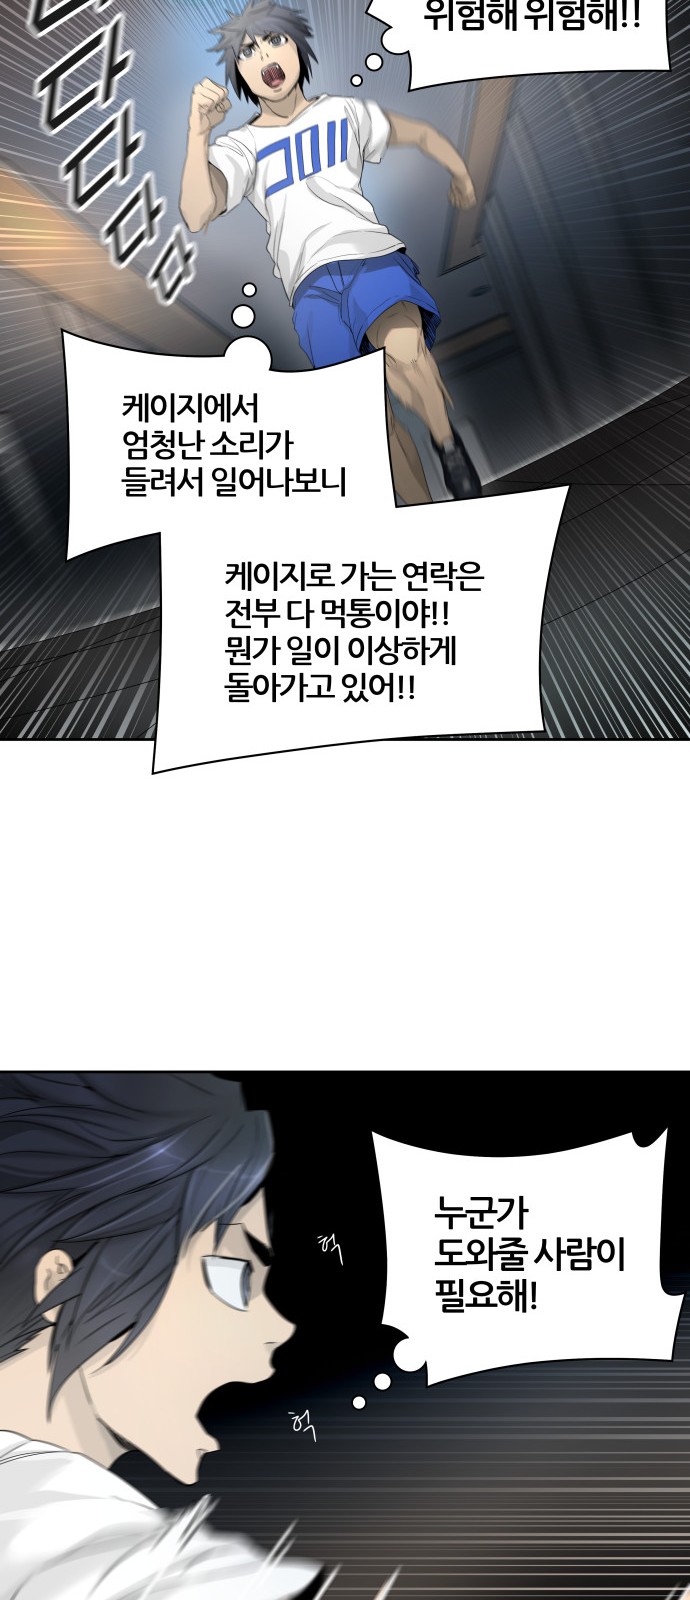 위험해 위험해!!
다
다
다
다
다
다
다
케이지에서
엄청난 소리가
들려서 일어나보니
케이지로 가는 연락은
전부 다 먹통이야!!
뭔가 일이 이상하게
돌아가고 있어!!
누군가
도와줄 사람이
필요해!
헉
헉